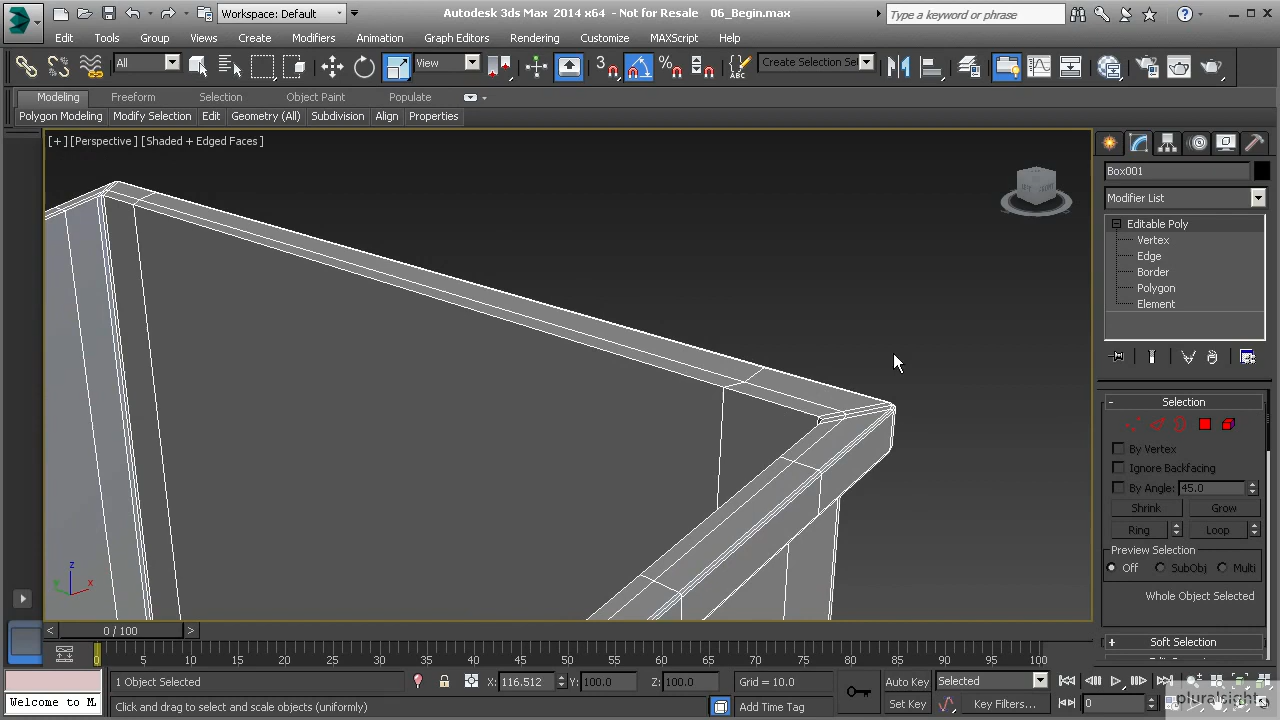 Workspace: Default
Autodesk 3ds Max 2014 x64 - Not for Resale 06_Begin.max
Type a keyword or phrase
Edit Tools Group Views Create Modifiers Animation Graph Editors Rendering Customize MAXScript Help
All
View
3
%
ABC
Create Selection Se
Modeling Freeform Selection Object Paint Populate
Polygon Modeling Modify Selection Edit Geometry (All) Subdivision Align Properties
[+] [Perspective] [Shaded + Edged Faces]
Box001
Modifier List
Editable Poly
Vertex
Edge
Border
Polygon
Element
- Selection
By Vertex
Ignore Backfacing
By Angle: 45.0
Shrink Grow
Ring Loop
Preview Selection
Off SubObj Multi
Whole Object Selected
+ Soft Selection
z
x
y
< 0 / 100 >
0 5 10 15 20 25 30 35 40 45 50 55 60 65 70 75 80 85 90 95 100
1 Object Selected
X: 116.512 Y: 100.0 Z: 100.0
Grid = 10.0
Auto Key Selected
Welcome to M
Click and drag to select and scale objects (uniformly)
Add Time Tag
Set Key Key Filters...
0
pluralsight